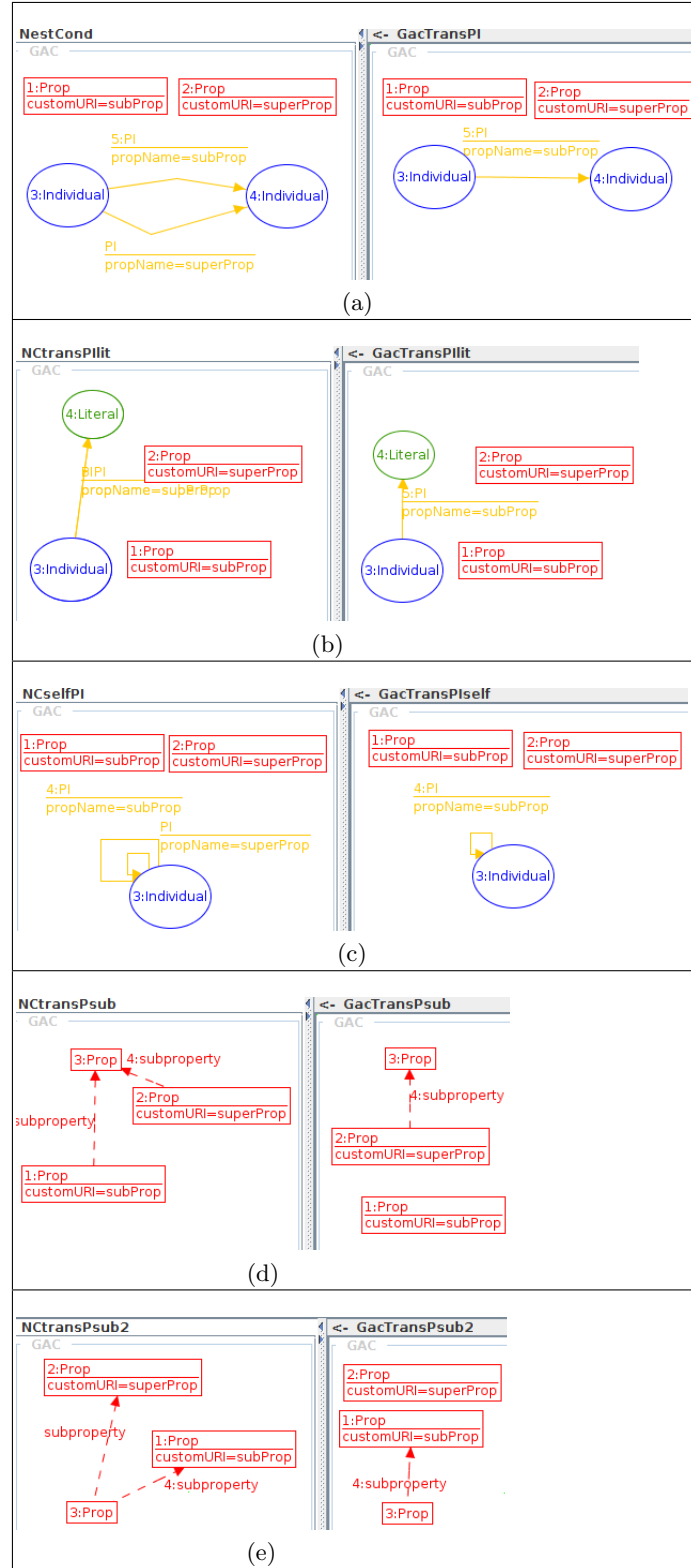 NestCond
<- GacTransPI
GAC
GAC
1:Prop
customURI=subProp
2:Prop
customURI=superProp
1:Prop
customURI=subProp
2:Prop
customURI=superProp
5:PI
propName=subProp
3:Individual
4:Individual
PI
propName=superProp
5:PI
propName=subProp
3:Individual
4:Individual
(a)
NCtransPIlit
<- GacTransPIlit
GAC
GAC
4:Literal
2:Prop
customURI=superProp
3:Individual
1:Prop
customURI=subProp
4:Literal
2:Prop
customURI=superProp
5:PI
propName=subProp
3:Individual
1:Prop
customURI=subProp
(b)
NCselfPI
<- GacTransPIself
GAC
GAC
1:Prop
customURI=subProp
2:Prop
customURI=superProp
4:PI
propName=subProp
PI
propName=superProp
3:Individual
1:Prop
customURI=subProp
2:Prop
customURI=superProp
4:PI
propName=subProp
3:Individual
(c)
NCtransPsub
<- GacTransPsub
GAC
GAC
3:Prop
4:subproperty
2:Prop
customURI=superProp
subproperty
1:Prop
customURI=subProp
3:Prop
4:subproperty
2:Prop
customURI=superProp
1:Prop
customURI=subProp
(d)
NCtransPsub2
<- GacTransPsub2
GAC
GAC
2:Prop
customURI=superProp
subproperty
1:Prop
customURI=subProp
4:subproperty
3:Prop
2:Prop
customURI=superProp
1:Prop
customURI=subProp
4:subproperty
3:Prop
(e)